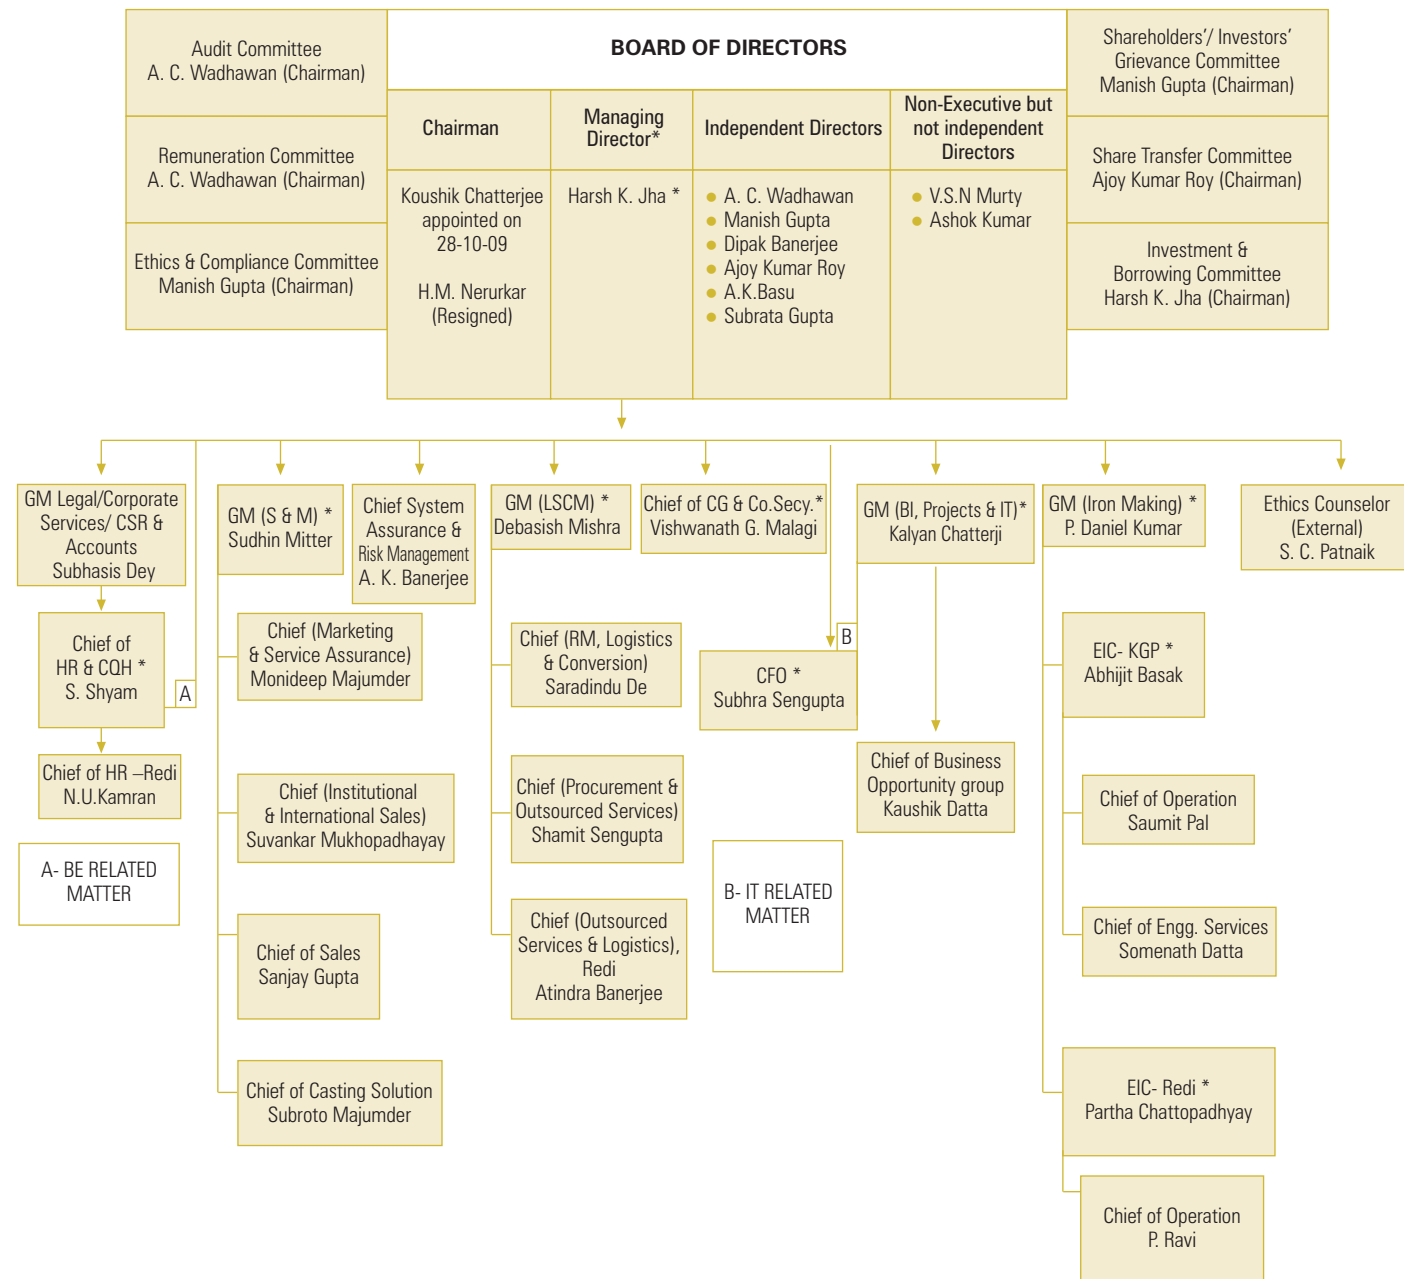 Audit Committee
A. C. Wadhawan (Chairman)
Remuneration Committee
A. C. Wadhawan (Chairman)
Ethics & Compliance Committee
Manish Gupta (Chairman)
BOARD OF DIRECTORS
Chairman
Koushik Chatterjee
appointed on
28-10-09
H.M. Nerurkar
(Resigned)
Managing
Director*
Harsh K. Jha *
Independent Directors
● A. C. Wadhawan
● Manish Gupta
● Dipak Banerjee
● Ajoy Kumar Roy
● A.K.Basu
● Subrata Gupta
Non-Executive but
not independent
Directors
● V.S.N Murty
● Ashok Kumar
Shareholders'/ Investors'
Grievance Committee
Manish Gupta (Chairman)
Share Transfer Committee
Ajoy Kumar Roy (Chairman)
Investment &
Borrowing Committee
Harsh K. Jha (Chairman)
GM Legal/Corporate
Services/ CSR &
Accounts
Subhasis Dey
Chief of
HR & CQH *
S. Shyam
A
Chief of HR –Redi
N.U.Kamran
A- BE RELATED
MATTER
GM (S & M) *
Sudhin Mitter
Chief (Marketing
& Service Assurance)
Monideep Majumder
Chief (Institutional
& International Sales)
Suvankar Mukhopadhayay
Chief of Sales
Sanjay Gupta
Chief of Casting Solution
Subroto Majumder
Chief System
Assurance &
Risk Management
A. K. Banerjee
GM (LSCM) *
Debasish Mishra
Chief (RM, Logistics
& Conversion)
Saradindu De
Chief (Procurement &
Outsourced Services)
Shamit Sengupta
Chief (Outsourced
Services & Logistics),
Redi
Atindra Banerjee
Chief of CG & Co.Secy.*
Vishwanath G. Malagi
B
CFO *
Subhra Sengupta
B- IT RELATED
MATTER
GM (BI, Projects & IT)*
Kalyan Chatterji
Chief of Business
Opportunity group
Kaushik Datta
GM (Iron Making) *
P. Daniel Kumar
EIC- KGP *
Abhijit Basak
Chief of Operation
Saumit Pal
Chief of Engg. Services
Somenath Datta
EIC- Redi *
Partha Chattopadhyay
Chief of Operation
P. Ravi
Ethics Counselor
(External)
S. C. Patnaik